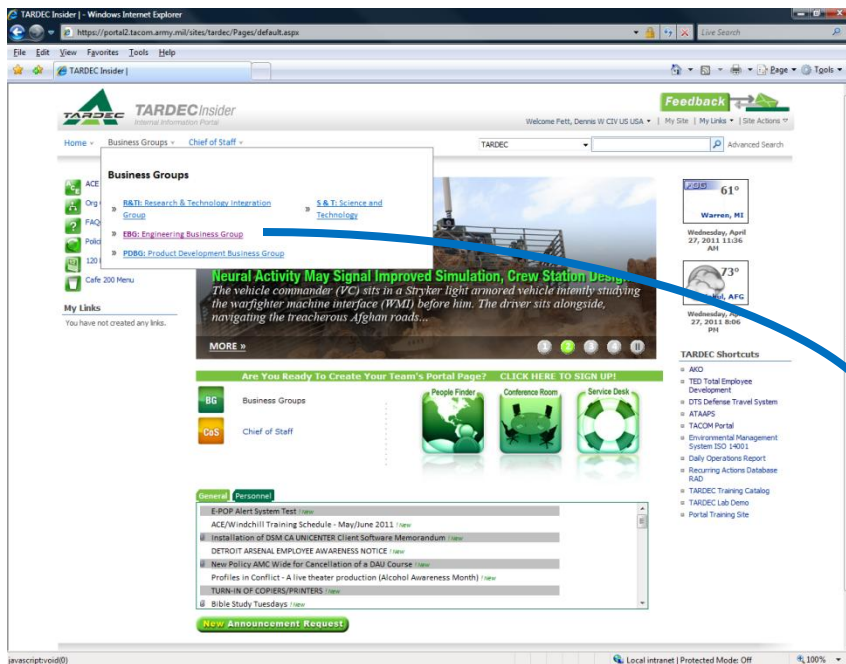 TARDEC Insider | - Windows Internet Explorer
https://portal2.tacom.army.mil/sites/tardec/Pages/default.aspx
Live Search
File Edit View Favorites Tools Help
TARDEC Insider |
Page Tools
TARDEC
TARDEC Insider
Internal Information Portal
Feedback
Welcome Fett, Dennis W CIV US USA | My Site | My Links | Site Actions
Home Business Groups Chief of Staff
TARDEC
Advanced Search
Business Groups
» R&TI: Research & Technology Integration Group
» S & T: Science and Technology
» EBG: Engineering Business Group
» PDBG: Product Development Business Group
ACE
Org
FAQ
120
Cafe 200 Menu
My Links
You have not created any links.
Neural Activity May Signal Improved Simulation, Crew Station Design
The vehicle commander (VC) sits in a Stryker light armored vehicle intently studying
the warfighter machine interface (WMI) before him. The driver sits alongside,
navigating the treacherous Afghan roads...
MORE »
1 2 3 4
61°
Warren, MI
Wednesday, April
27, 2011 11:36
AM
73°
AFG
27, 2011 8:06
PM
TARDEC Shortcuts
AKO
TED Total Employee
Development
DTS Defense Travel System
ATAAPS
TACOM Portal
Environmental Management
System ISO 14001
Daily Operations Report
Recurring Actions Database
RAD
TARDEC Training Catalog
TARDEC Lab Demo
Portal Training Site
Are You Ready To Create Your Team's Portal Page? CLICK HERE TO SIGN UP!
BG Business Groups
CoS Chief of Staff
People Finder
Conference Room
Service Desk
General Personnel
E-POP Alert System Test ! New
ACE/Windchill Training Schedule - May/June 2011 ! New
Installation of DSM CA UNICENTER Client Software Memorandum ! New
DETROIT ARSENAL EMPLOYEE AWARENESS NOTICE ! New
New Policy AMC Wide for Cancellation of a DAU Course ! New
Profiles in Conflict - A live theater production (Alcohol Awareness Month) ! New
TURN-IN OF COPIERS/PRINTERS ! New
Bible Study Tuesdays ! New
New Announcement Request
javascript:void(0)
Local intranet | Protected Mode: Off
100%